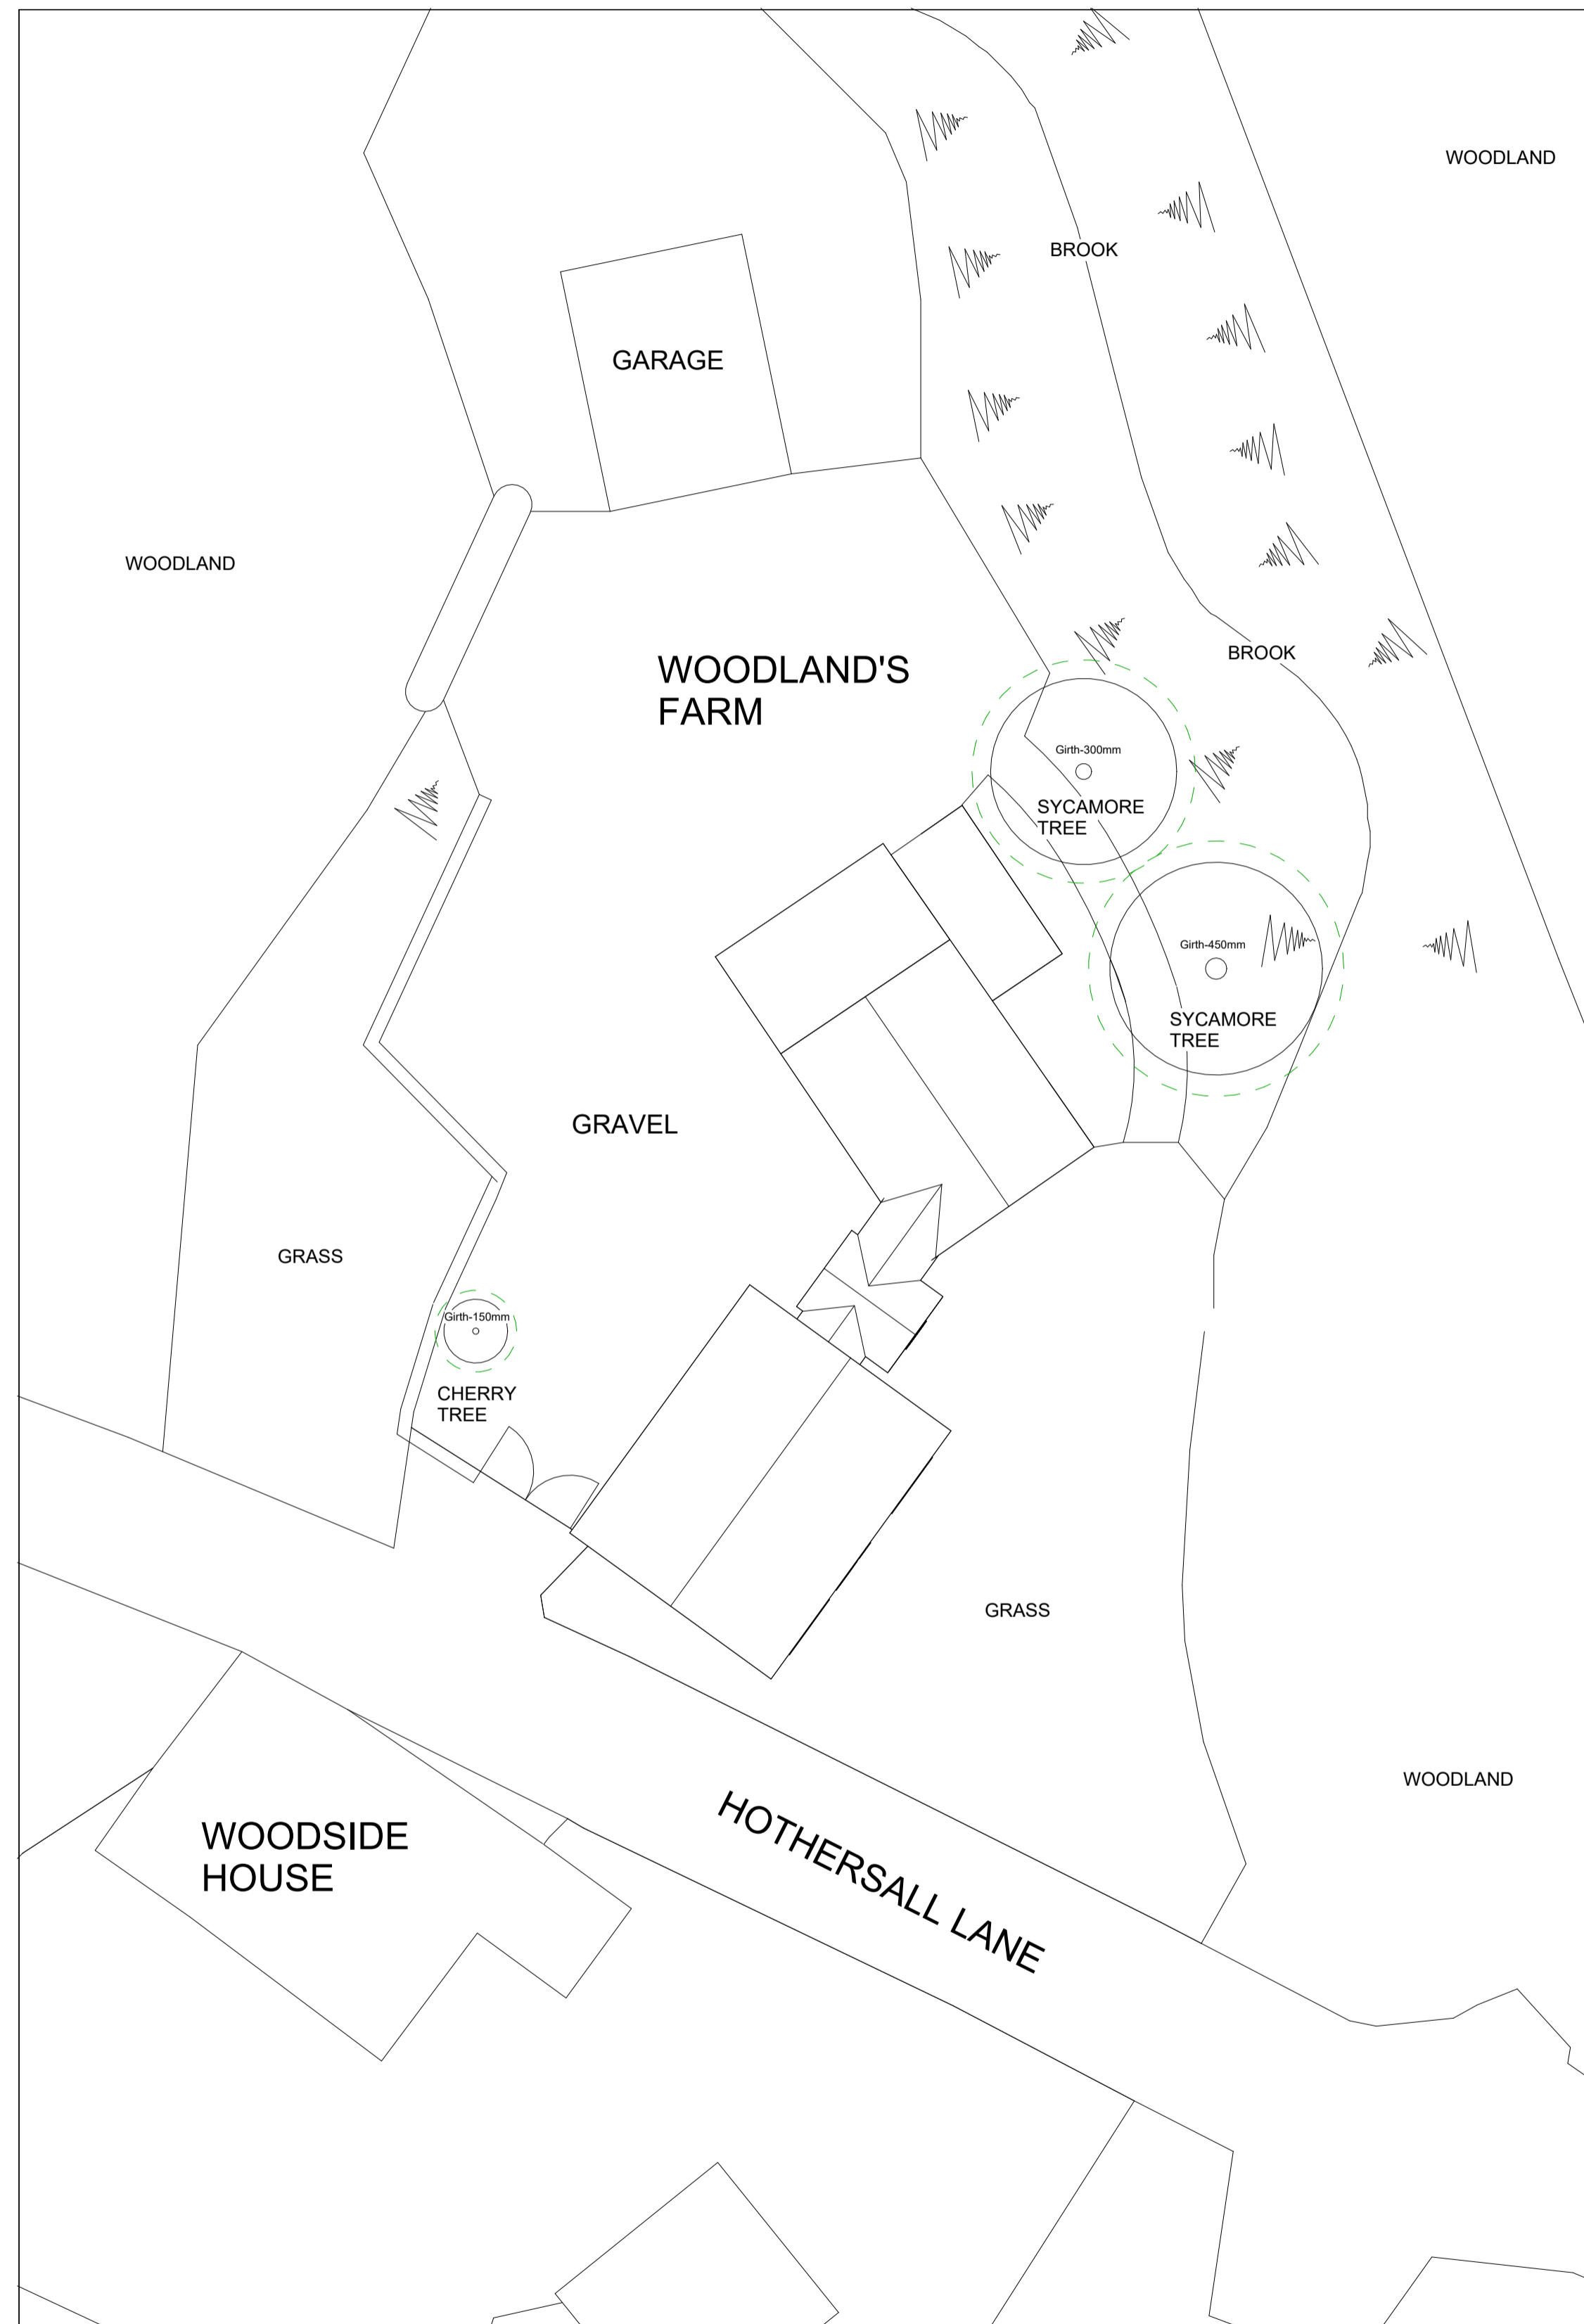 WOODLAND
BROOK
GARAGE
WOODLAND
BROOK
WOODLAND'S
FARM
Girth-300mm
SYCAMORE
TREE
Girth-450mm
SYCAMORE
TREE
GRAVEL
GRASS
Girth-150mm
CHERRY
TREE
GRASS
WOODLAND
WOODSIDE
HOUSE
HOTHERSALL LANE